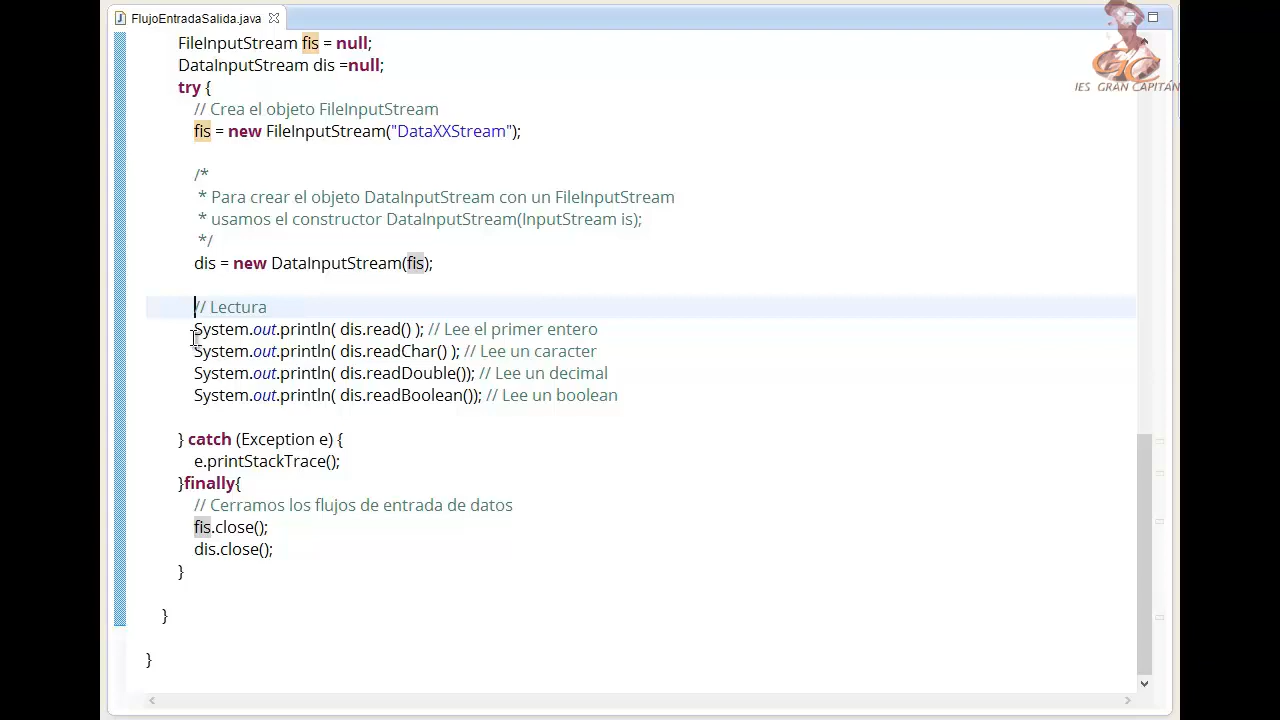 FlujoEntradaSalida.java
IES GRAN CAPITÁN
FileInputStream fis = null;
DataInputStream dis =null;
try {
// Crea el objeto FileInputStream
fis = new FileInputStream("DataXXStream");
/*
* Para crear el objeto DataInputStream con un FileInputStream
* usamos el constructor DataInputStream(InputStream is);
*/
dis = new DataInputStream(fis);
// Lectura
System.out.println( dis.read() ); // Lee el primer entero
System.out.println( dis.readChar() ); // Lee un caracter
System.out.println( dis.readDouble()); // Lee un decimal
System.out.println( dis.readBoolean()); // Lee un boolean
} catch (Exception e) {
e.printStackTrace();
}finally{
// Cerramos los flujos de entrada de datos
fis.close();
dis.close();
}
}
}